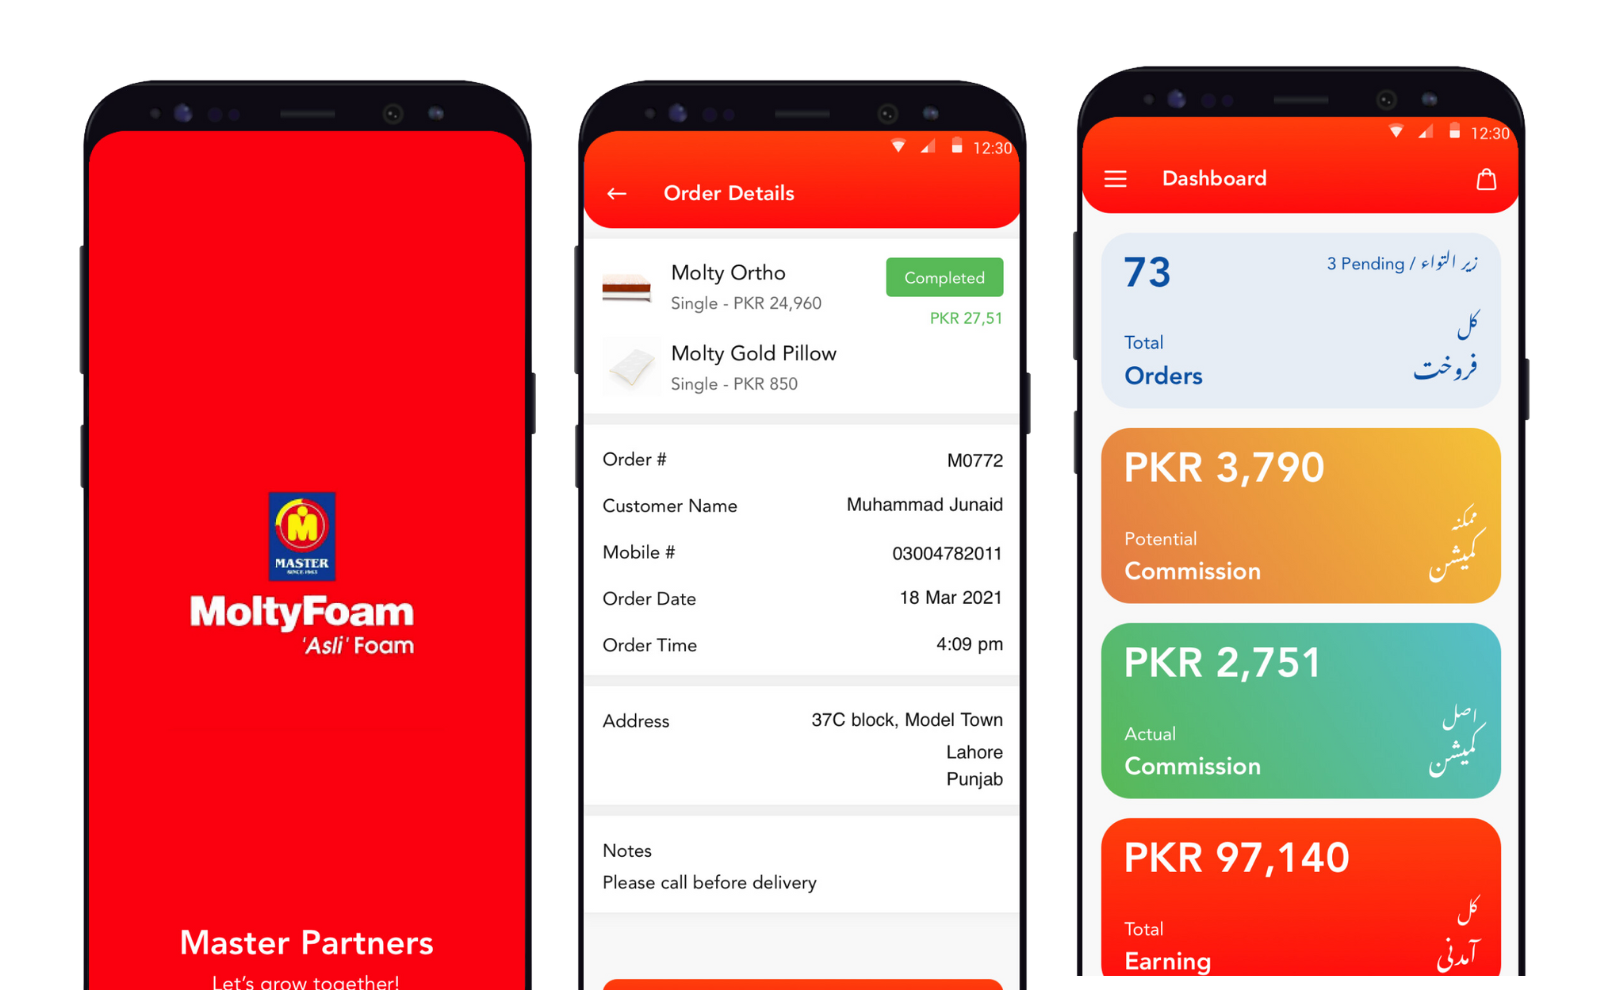 MASTER
SINCE 1963
MoltyFoam
'Asli' Foam
Master Partners
Let's grow together!
12:30
Order Details
Molty Ortho
Completed
Single - PKR 24,960
PKR 27,51
Molty Gold Pillow
Single - PKR 850
Order # M0772
Customer Name Muhammad Junaid
Mobile # 03004782011
Order Date 18 Mar 2021
Order Time 4:09 pm
Address 37C block, Model Town
Lahore
Punjab
Notes
Please call before delivery
12:30
Dashboard
73
3 Pending / زیر التواء
Total
Orders
کل
فروخت
PKR 3,790
Potential
Commission
ممکنہ
کمیشن
PKR 2,751
Actual
Commission
اصل
کمیشن
PKR 97,140
Total
Earning
کل
آمدنی